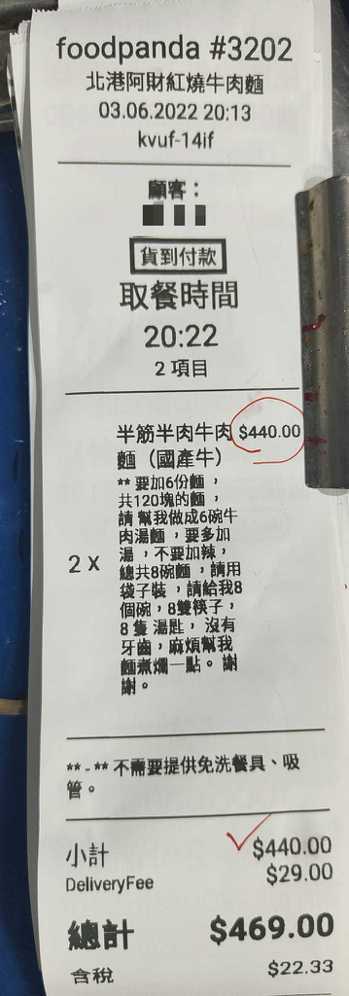 foodpanda #3202
北港阿財紅燒牛肉麵
03.06.2022 20:13
kvuf-14if
顧客：
貨到付款
取餐時間
20:22
2 項目
半筋半肉牛肉 $440.00
麵（國產牛）
** 要加6份麵，
共120塊的麵，
請 幫我做成6碗牛
肉湯麵，要多加
湯，不要加辣，
2 x 總共8碗麵，請用
袋子裝，請給我8
個碗，8雙筷子，
8 隻 湯匙， 沒有
牙齒，麻煩幫我
麵煮爛一點。 謝
謝。
** - ** 不需要提供免洗餐具、吸
管。
小計 $440.00
DeliveryFee $29.00
總計 $469.00
含稅 $22.33